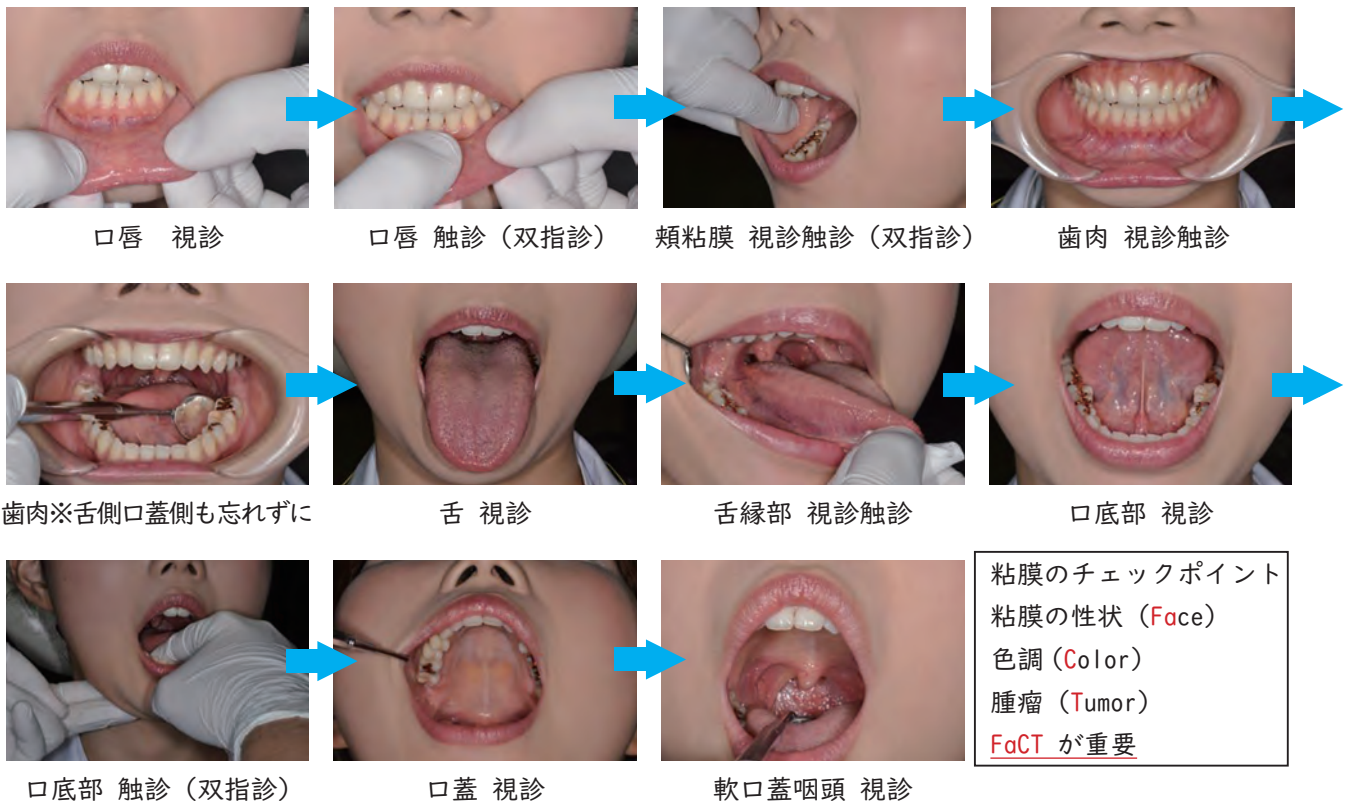 口唇　視診
口唇 触診（双指診）
頬粘膜 視診触診（双指診）
歯肉 視診触診
歯肉※舌側口蓋側も忘れずに
舌 視診
舌縁部 視診触診
口底部 視診
口底部 触診（双指診）
口蓋 視診
軟口蓋咽頭 視診
粘膜のチェックポイント
粘膜の性状（Face）
色調（Color）
腫瘤（Tumor）
FaCT が重要